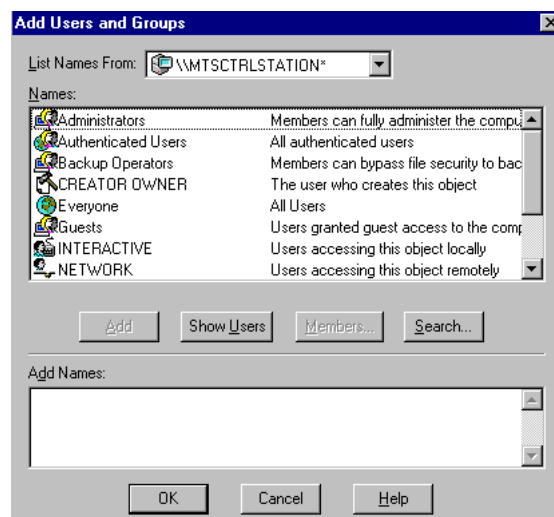 Add Users and Groups
List Names From: \\MTSCTRLSTATION*
Names:
Administrators Members can fully administer the compu
Authenticated Users All authenticated users
Backup Operators Members can bypass file security to bac
CREATOR OWNER The user who creates this object
Everyone All Users
Guests Users granted guest access to the comp
INTERACTIVE Users accessing this object locally
NETWORK Users accessing this object remotely
Add Show Users Members... Search...
Add Names:
OK Cancel Help